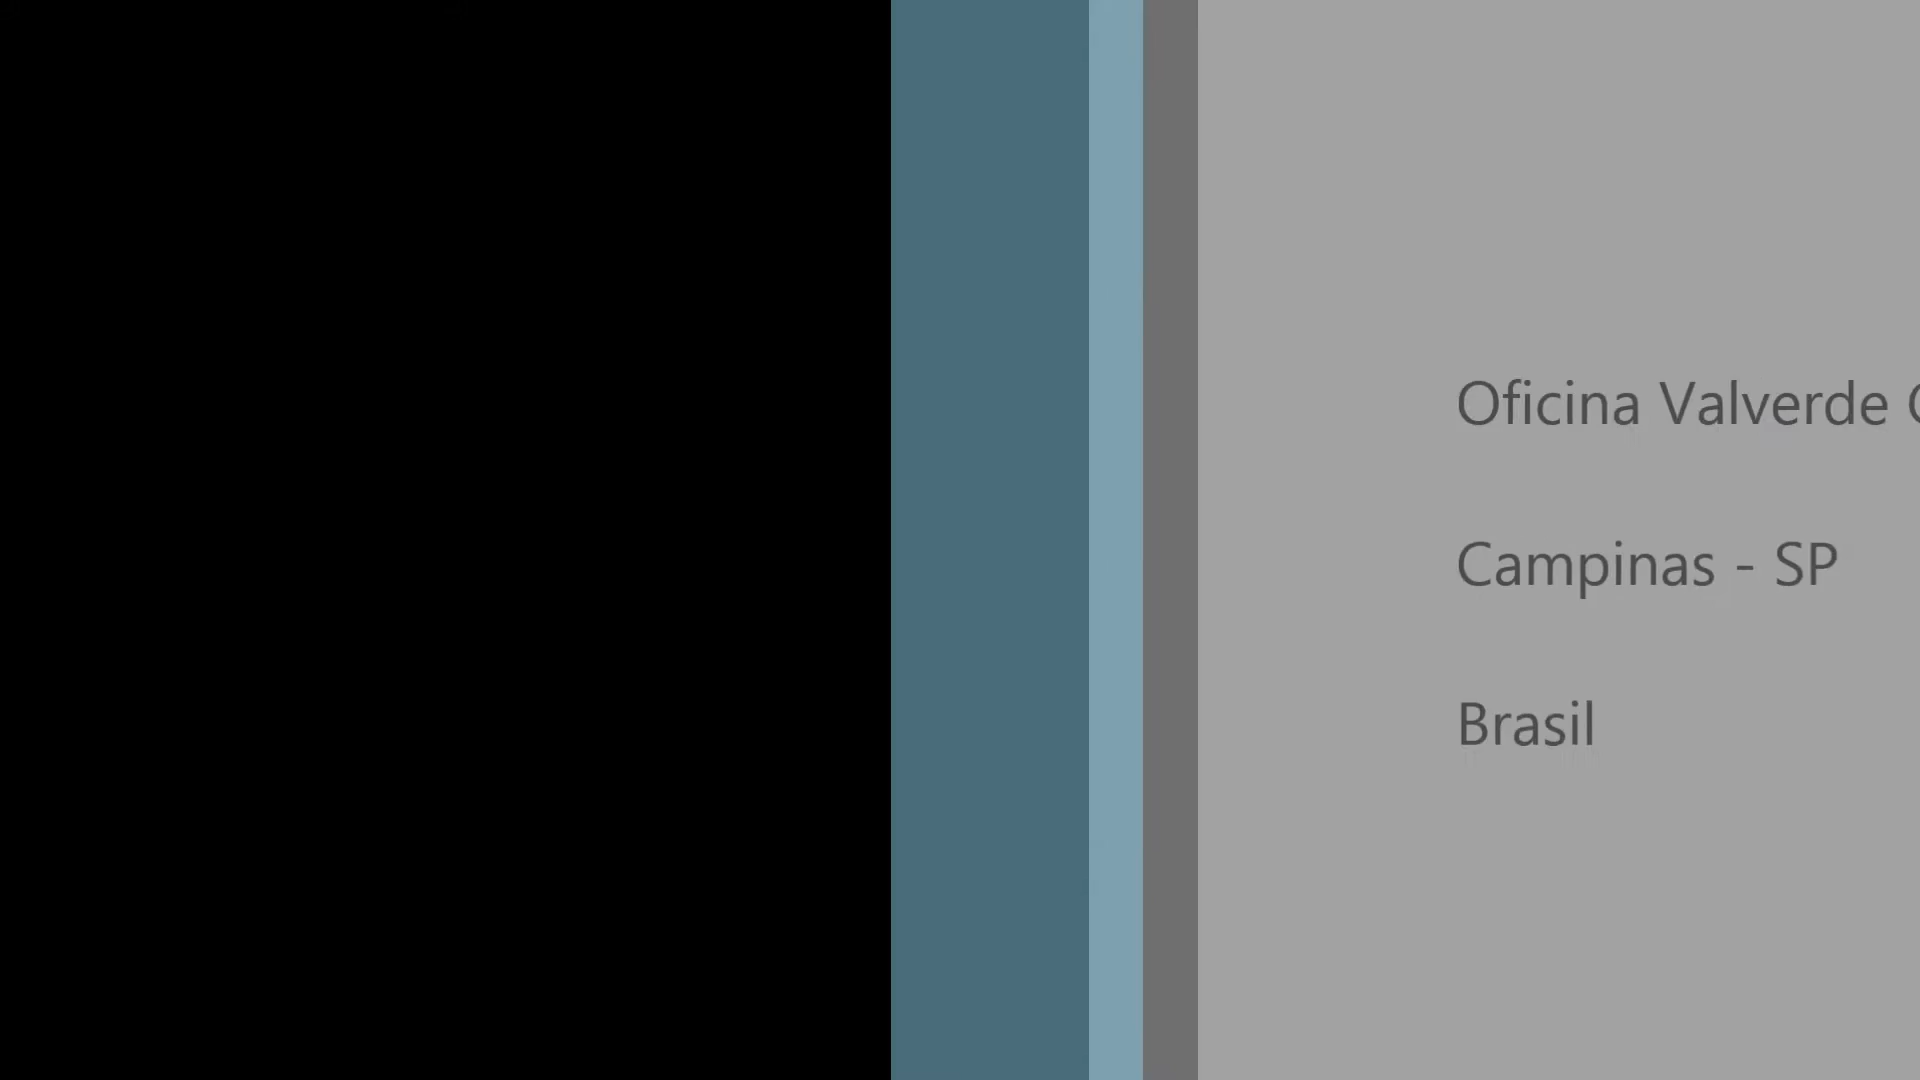 Oficina Valverde
Campinas - SP
Brasil